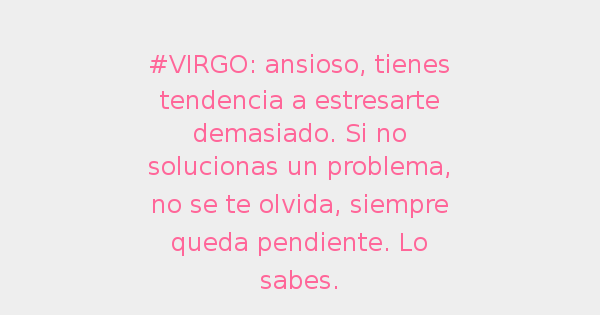 #VIRGO: ansioso, tienes
tendencia a estresarte
demasiado. Si no
solucionas un problema,
no se te olvida, siempre
queda pendiente. Lo
sabes.